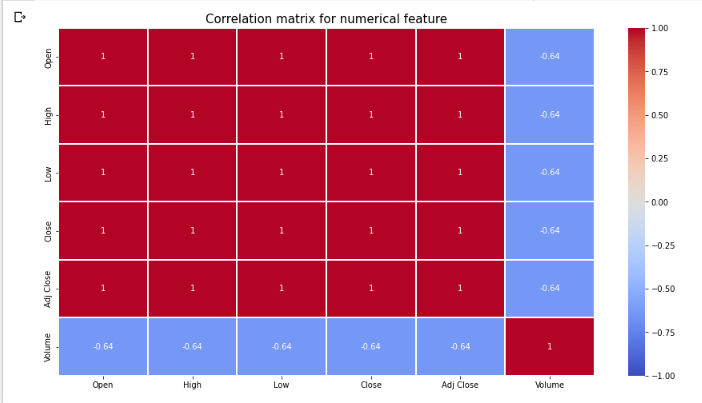 Correlation matrix for numerical feature
Open 1 1 1 1 1 -0.64
High 1 1 1 1 1 -0.64
Low 1 1 1 1 1 -0.64
Close 1 1 1 1 1 -0.64
Adj Close 1 1 1 1 1 -0.64
Volume -0.64 -0.64 -0.64 -0.64 -0.64 1
Open High Low Close Adj Close Volume
1.00
0.75
0.50
0.25
0.00
−0.25
−0.50
−0.75
−1.00